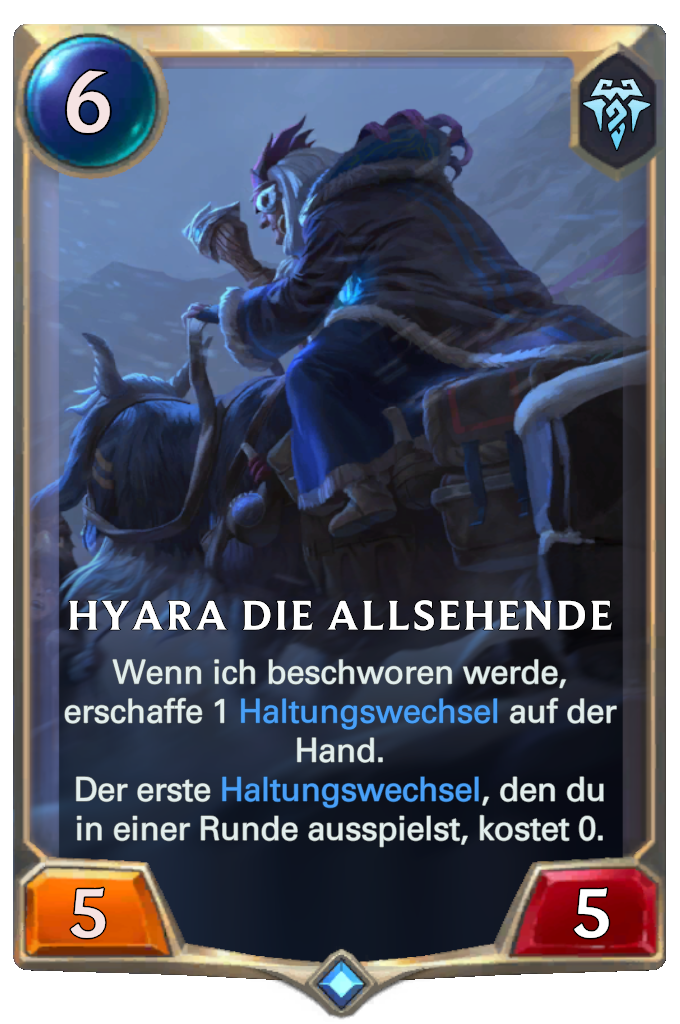 6
HYARA DIE ALLSEHENDE
Wenn ich beschworen werde,
erschaffe 1 Haltungswechsel auf der
Hand.
Der erste Haltungswechsel, den du
in einer Runde ausspielst, kostet 0.
5
5